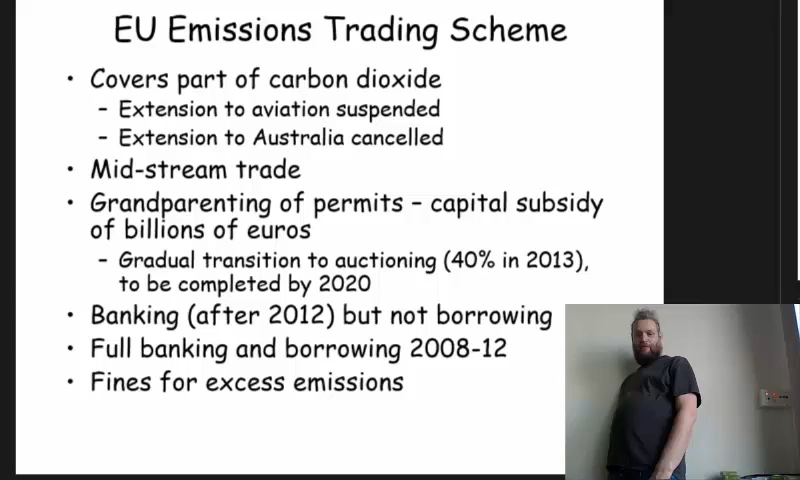 EU Emissions Trading Scheme
• Covers part of carbon dioxide
– Extension to aviation suspended
– Extension to Australia cancelled
• Mid-stream trade
• Grandparenting of permits – capital subsidy
of billions of euros
– Gradual transition to auctioning (40% in 2013),
to be completed by 2020
• Banking (after 2012) but not borrowing
• Full banking and borrowing 2008-12
• Fines for excess emissions